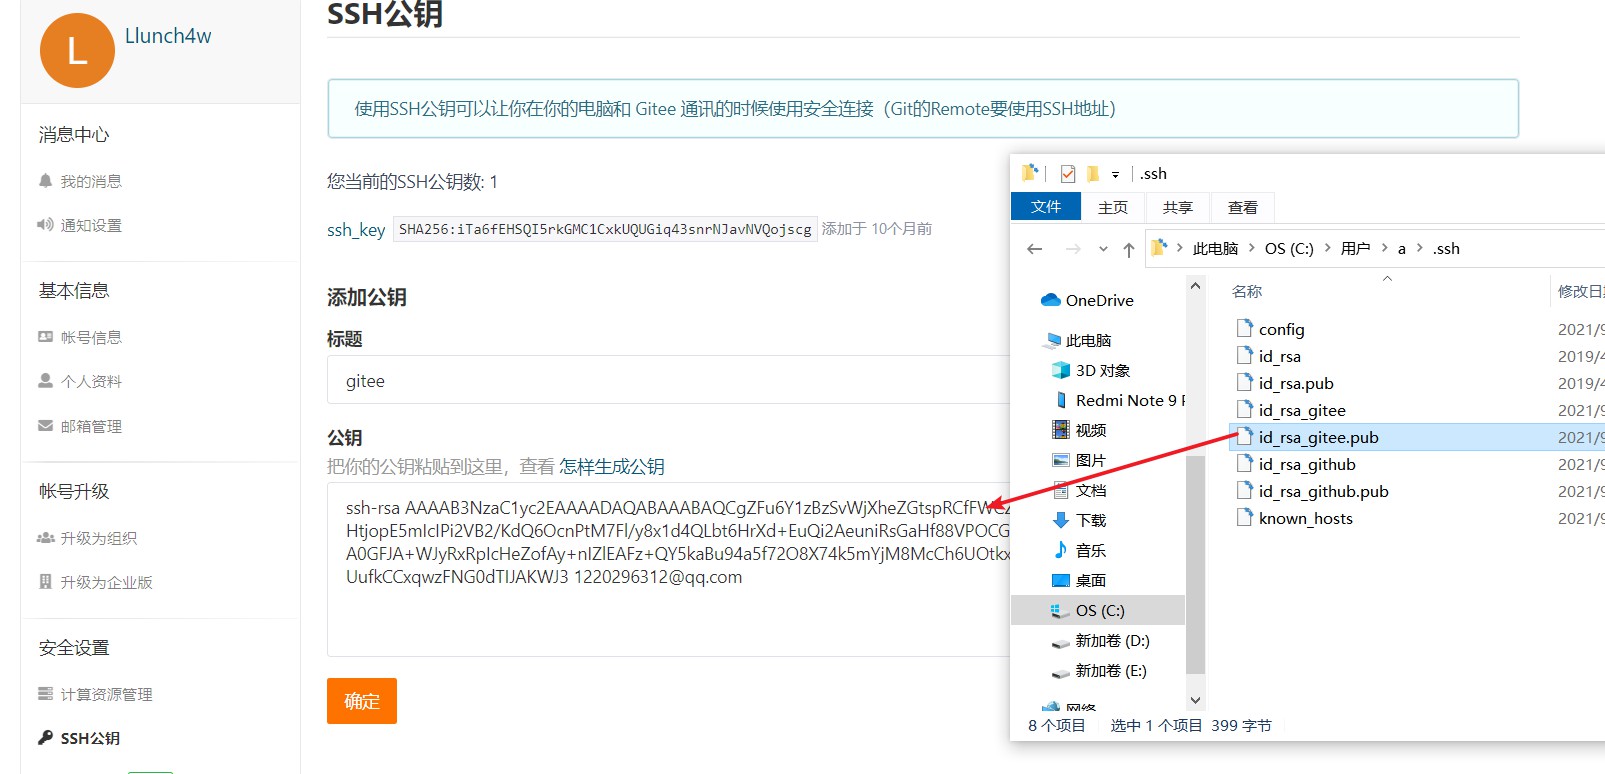 SSH公钥
L
Llunch4w
消息中心
我的消息
通知设置
基本信息
帐号信息
个人资料
邮箱管理
帐号升级
升级为组织
升级为企业版
安全设置
计算资源管理
SSH公钥
使用SSH公钥可以让你在你的电脑和 Gitee 通讯的时候使用安全连接（Git的Remote要使用SSH地址）
您当前的SSH公钥数: 1
ssh_key SHA256:iTa6fEHSQI5rkGMC1CxkUQUGiq43snrNJavNVQojscg 添加于 10个月前
添加公钥
标题
gitee
公钥
把你的公钥粘贴到这里，查看 怎样生成公钥
ssh-rsa AAAAB3NzaC1yc2EAAAADAQABAAABAQCgZFu6Y1zBzSvWjXheZGtspRCfFWCZ
HtjopE5mIcIPi2VB2/KdQ6OcnPtM7Fl/y8x1d4QLbt6HrXd+EuQi2AeuniRsGaHf88VPOCG
A0GFJA+WJyRxRpIcHeZofAy+nIZlEAFz+QY5kaBu94a5f72O8X74k5mYjM8McCh6UOtkx
UufkCCxqwzFNG0dTIJAKWJ3 1220296312@qq.com
确定
.ssh
文件 主页 共享 查看
此电脑 OS (C:) 用户 a .ssh
OneDrive
此电脑
3D 对象
Redmi Note 9
视频
图片
文档
下载
音乐
桌面
OS (C:)
新加卷 (D:)
新加卷 (E:)
网络
名称 修改日
config 2021/9
id_rsa 2019/4
id_rsa.pub 2019/4
id_rsa_gitee 2021/9
id_rsa_gitee.pub 2021/9
id_rsa_github 2021/9
id_rsa_github.pub 2021/9
known_hosts 2021/9
8 个项目 选中 1 个项目 399 字节